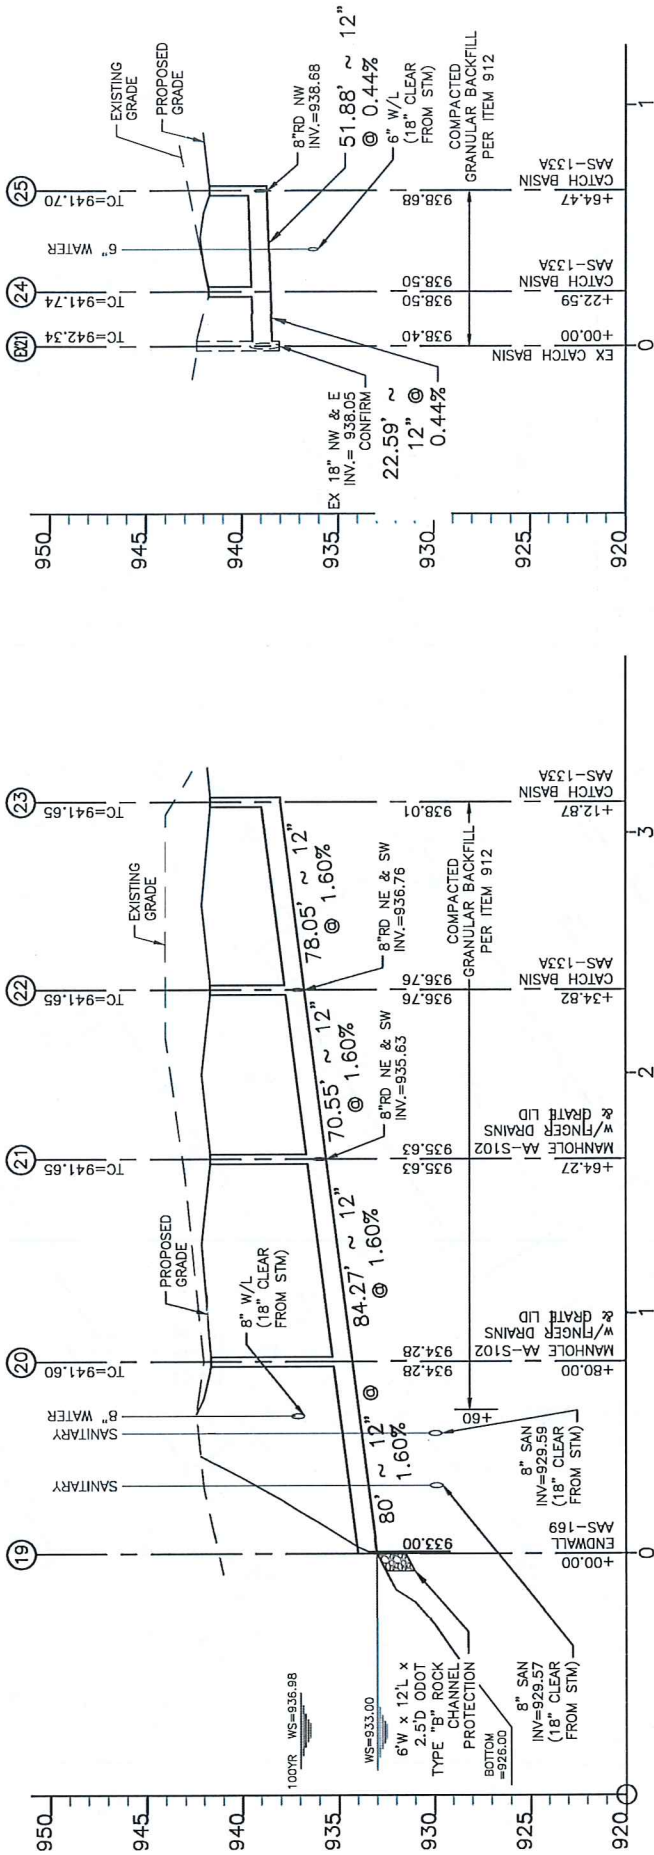 19
20
TC=941.60
21
TC=941.65
22
TC=941.65
23
TC=941.65
SANITARY
SANITARY
8" WATER
PROPOSED
GRADE
EXISTING
GRADE
8" W/L
(18" CLEAR
FROM STM)
100YR WS=936.98
WS=933.00
6'W x 12'L x
2.5'D ODOT
TYPE "B" ROCK
CHANNEL
PROTECTION
BOTTOM
=926.00
80' ~ 12" @
1.60%
84.27' ~ 12"
@ 1.60%
70.55' ~ 12"
@ 1.60%
78.05' ~ 12"
@ 1.60%
8"RD NE & SW
INV.=935.63
8"RD NE & SW
INV.=936.76
8" SAN
INV=929.57
(18" CLEAR
FROM STM)
8" SAN
INV=929.59
(18" CLEAR
FROM STM)
+60
COMPACTED
GRANULAR BACKFILL
PER ITEM 912
933.00
934.28
934.28
935.63
935.63
936.76
936.76
938.01
+00.00
ENDWALL
AAS-169
+80.00
MANHOLE AA-S102
W/FINGER DRAINS
& GRATE LID
+64.27
MANHOLE AA-S102
W/FINGER DRAINS
& GRATE LID
+34.82
CATCH BASIN
AAS-133A
+12.87
CATCH BASIN
AAS-133A
950
945
940
935
930
925
920
0
1
2
3
EX21
TC=942.34
24
TC=941.74
25
TC=941.70
6" WATER
EXISTING
GRADE
PROPOSED
GRADE
EX 18" NW & E
INV.= 938.05
CONFIRM
22.59' ~
12" @
0.44%
8"RD NW
INV.=938.68
51.88' ~ 12"
@ 0.44%
6" W/L
(18" CLEAR
FROM STM)
COMPACTED
GRANULAR BACKFILL
PER ITEM 912
938.40
938.50
938.50
938.68
+00.00
EX CATCH BASIN
+22.59
CATCH BASIN
AAS-133A
+64.47
CATCH BASIN
AAS-133A
950
945
940
935
930
925
920
0
1